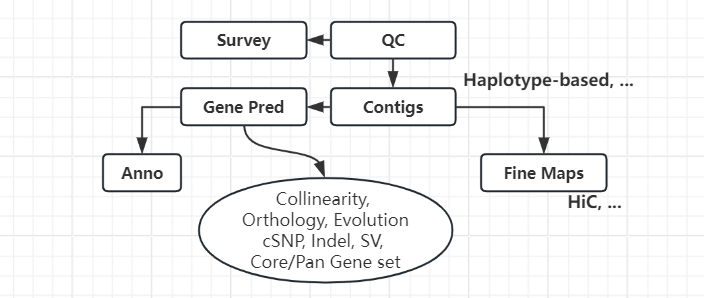 Survey
QC
Haplotype-based, ...
Gene Pred
Contigs
Anno
Fine Maps
HiC, ...
Collinearity,
Orthology, Evolution
cSNP, Indel, SV,
Core/Pan Gene set